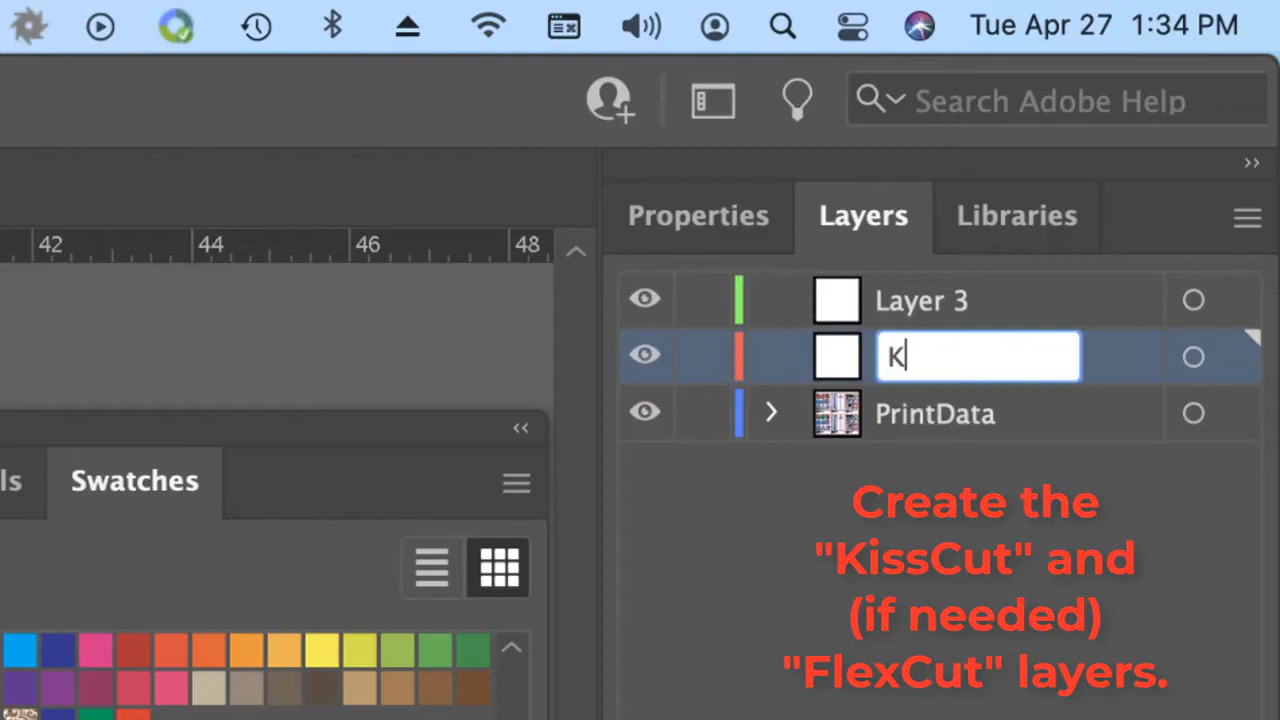 Tue Apr 27 1:34 PM
Search Adobe Help
Properties Layers Libraries
42 44 46 48
Layer 3
K
PrintData
ls Swatches
Create the
"KissCut" and
(if needed)
"FlexCut" layers.